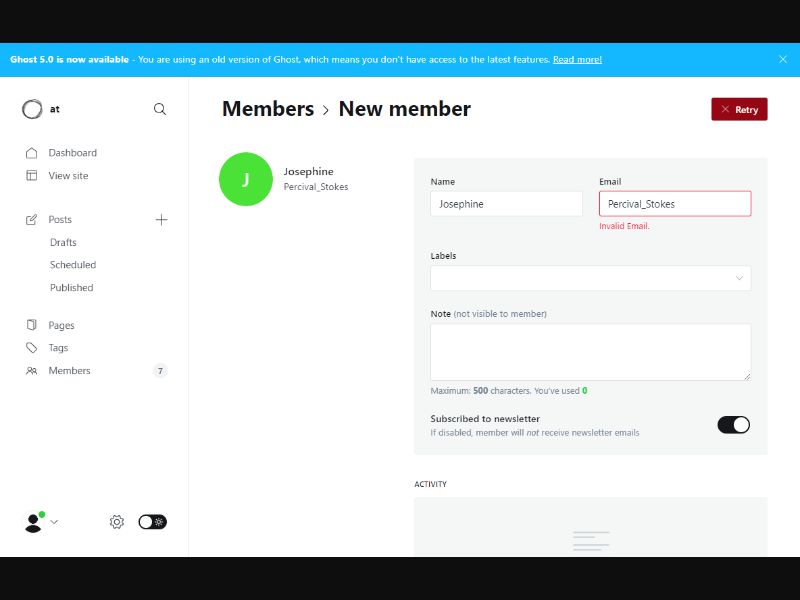 Ghost 5.0 is now available - You are using an old version of Ghost, which means you don't have access to the latest features. Read more!
at
Members > New member
Retry
Dashboard
View site
Posts
Drafts
Scheduled
Published
Pages
Tags
Members 7
J
Josephine
Percival_Stokes
Name
Josephine
Email
Percival_Stokes
Invalid Email.
Labels
Note (not visible to member)
Maximum: 500 characters. You've used 0
Subscribed to newsletter
If disabled, member will not receive newsletter emails
ACTIVITY